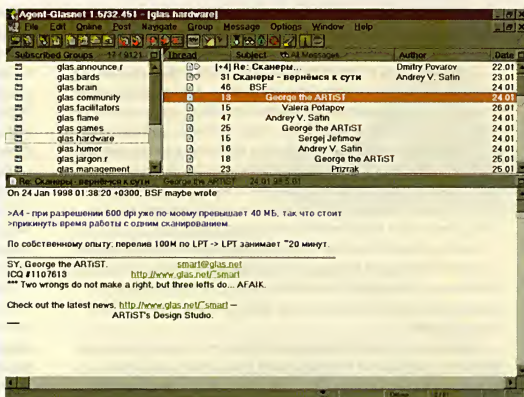 Agent-Glasnet 1.5/32.451 - [glas hardware]
File Edit Online Post Navigate Group Message Options Window Help
Subscribed Groups Thread Subject All Messages Author Date
glas announce.r [+4] Re: Сканеры... Dmitry Povarov 22.01
glas bards 31 Сканеры - вернёмся к сути Andrey V. Satin 23.01
glas brain 46 BSF 24.01
glas community 13 George the ARTiST 24.01
glas facilitators 15 Valera Potapov 25.01
glas flame 47 Andrey V. Satin 24.01
glas games 25 George the ARTiST 24.01
glas hardware 15 Sergej Jefimow 24.01
glas humor 16 Andrey V. Satin 24.01
glas jargon.r 18 George the ARTiST 25.01
glas management 23 Prizrak 25.01
Re: Сканеры - вернёмся к сути George the ARTiST 24.01.98
On 24 Jan 1998 01:38:20 +0300, BSF maybe wrote
>A4 - при разрешении 600 dpi уже по моему превышает 40 МБ, так что стоит
>прикинуть время работы с одним сканированием.
По собственному опыту: перелив 100М по LPT -> LPT занимает ~20 минут.
SY, George the ARTiST. smart@glas.net
ICQ #1107613 http://www.glas.net/~smart
*** Two wrongs do not make a right, but three lefts do... AFAIK.
Check out the latest news, http://www.glas.net/~smart —
ARTiST's Design Studio.
Offline